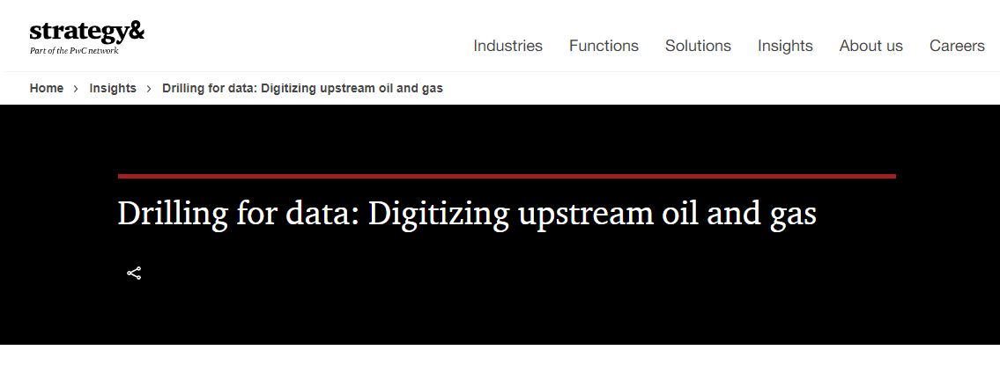 strategy&
Part of the PwC network
Industries Functions Solutions Insights About us Careers
Home > Insights > Drilling for data: Digitizing upstream oil and gas
Drilling for data: Digitizing upstream oil and gas